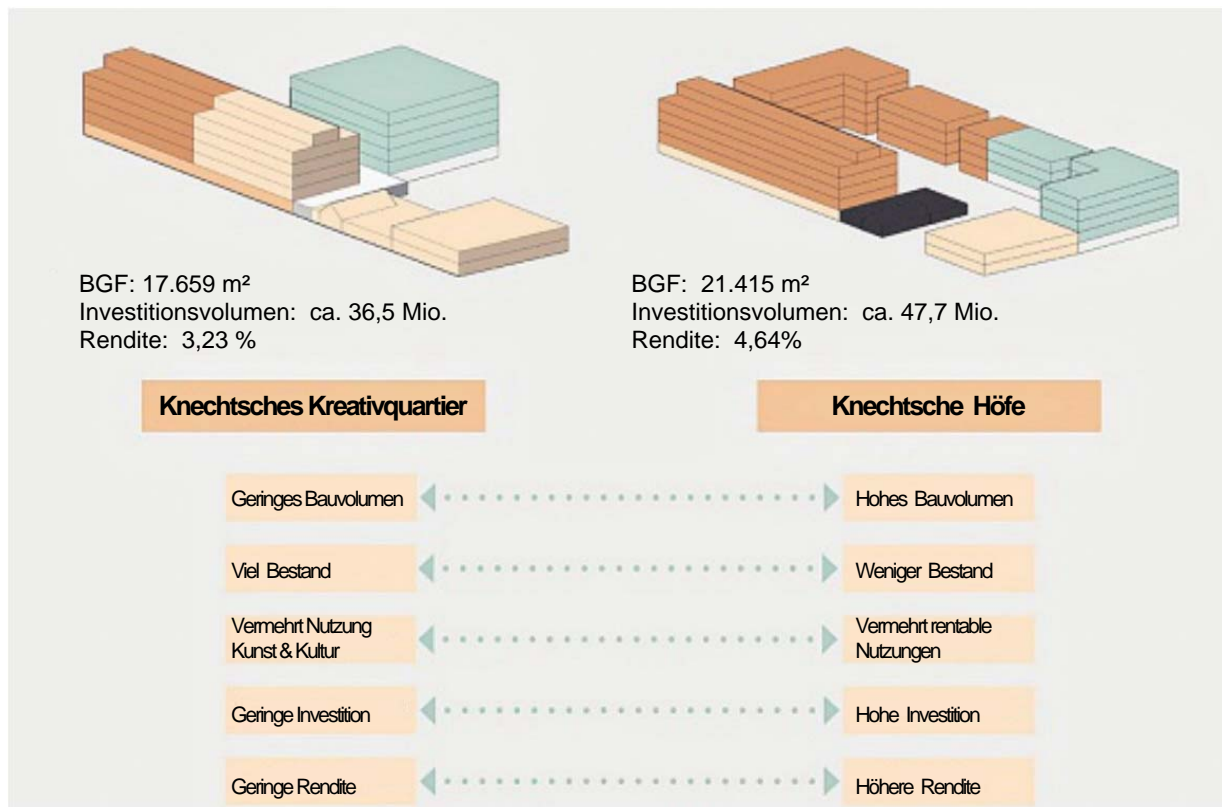 BGF: 17.659 m²
Investitionsvolumen: ca. 36,5 Mio.
Rendite: 3,23 %
BGF: 21.415 m²
Investitionsvolumen: ca. 47,7 Mio.
Rendite: 4,64%
Knechtsches Kreativquartier
Knechtsche Höfe
Geringes Bauvolumen
Hohes Bauvolumen
Viel Bestand
Weniger Bestand
Vermehrt Nutzung
Kunst & Kultur
Vermehrt rentable
Nutzungen
Geringe Investition
Hohe Investition
Geringe Rendite
Höhere Rendite